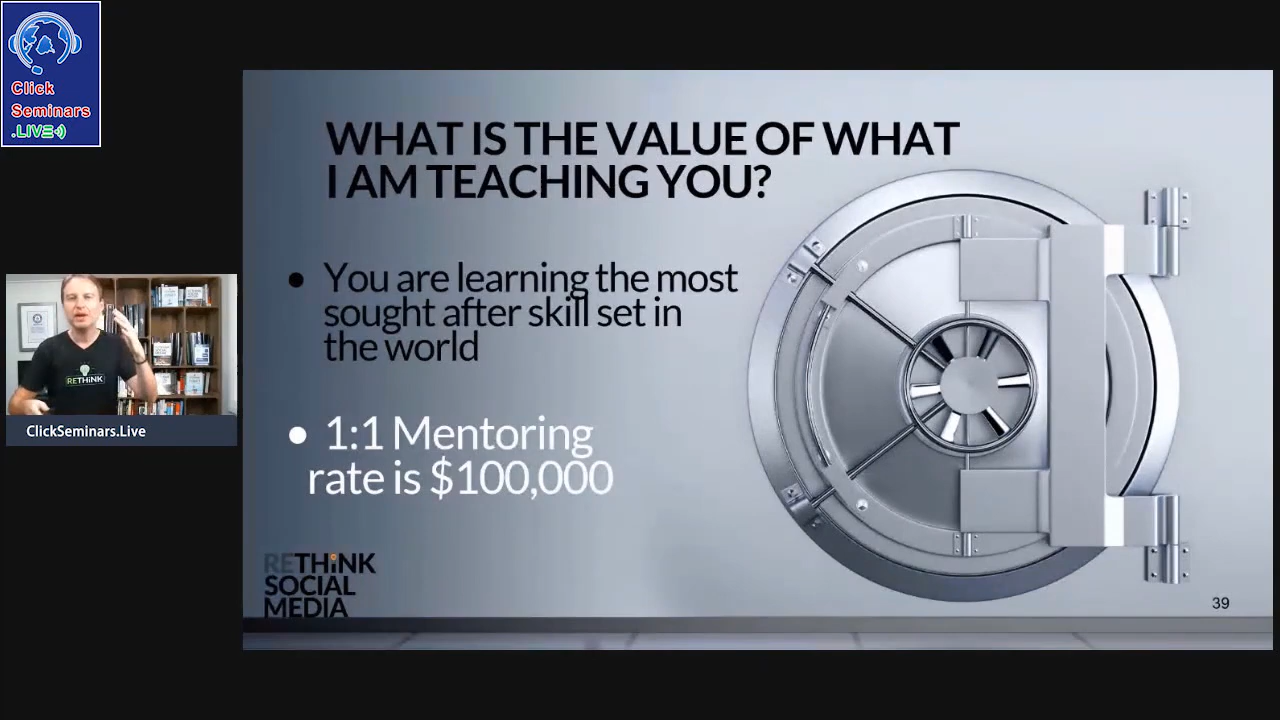 Click
Seminars
.LIVE
WHAT IS THE VALUE OF WHAT
I AM TEACHING YOU?
• You are learning the most
sought after skill set in
the world
• 1:1 Mentoring
rate is $100,000
RETHiNK
SOCIAL
MEDIA
39
RETHiNK
ClickSeminars.Live